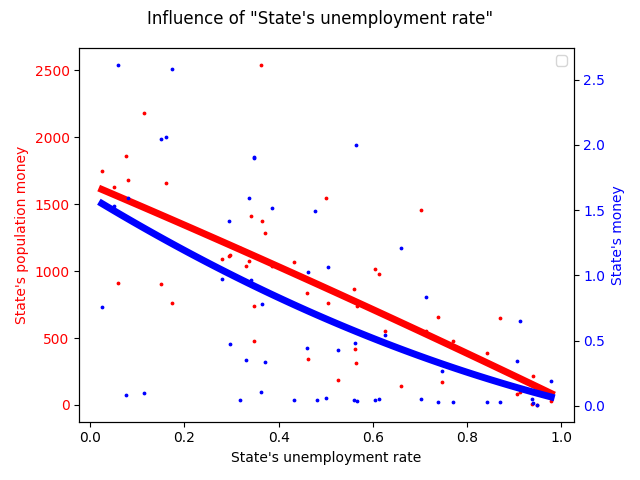 Influence of "State's unemployment rate"
State's population money
2500
2000
1500
1000
500
0
2.5
2.0
1.5
1.0
0.5
0.0
State's money
0.0 0.2 0.4 0.6 0.8 1.0
State's unemployment rate